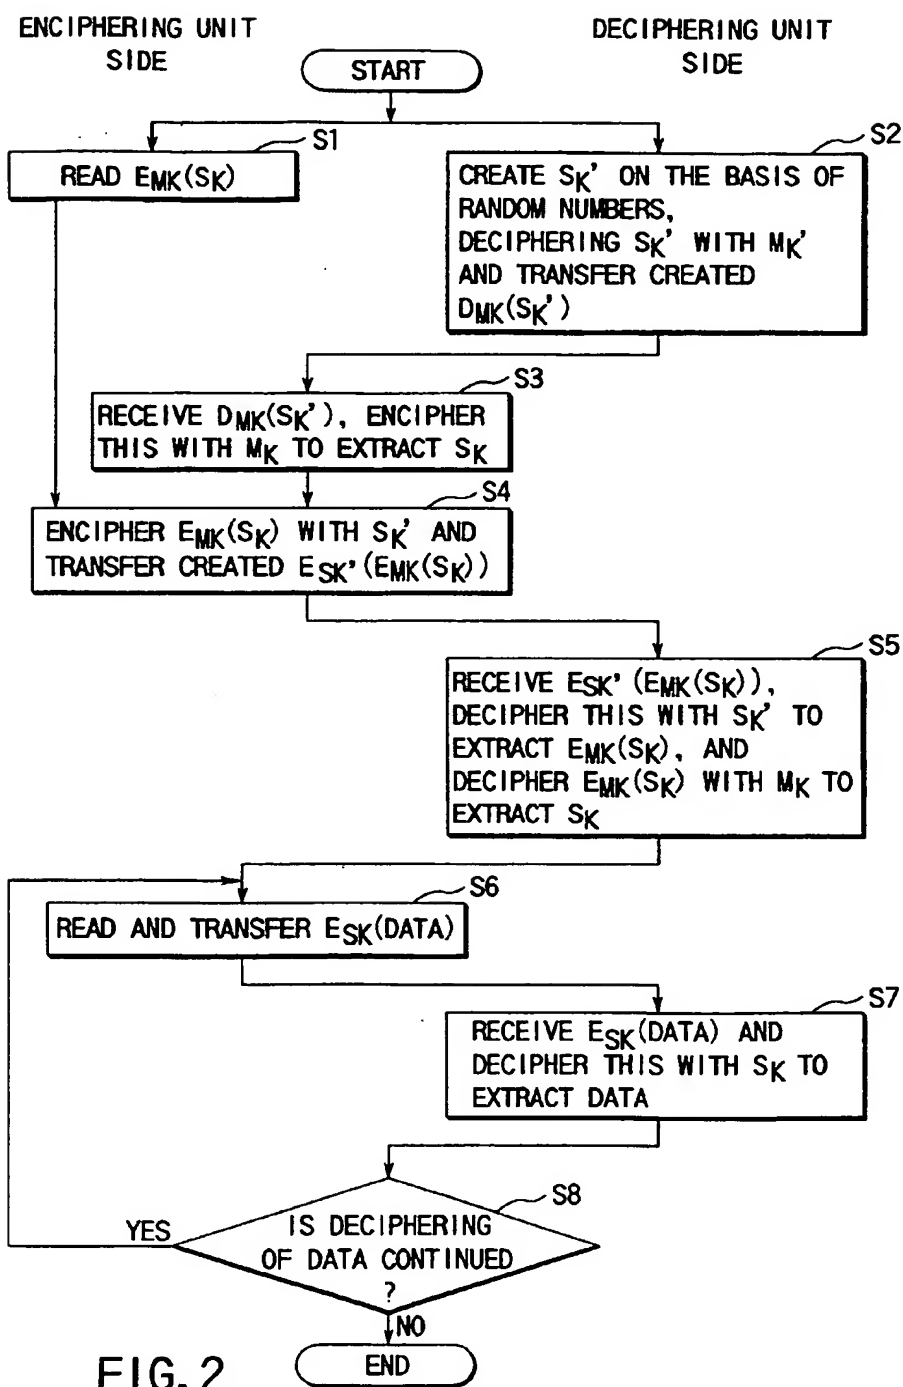 ENCIPHERING UNIT
SIDE
DECIPHERING UNIT
SIDE
START
S1
READ EMK(SK)
S2
CREATE SK' ON THE BASIS OF
RANDOM NUMBERS,
DECIPHERING SK' WITH MK'
AND TRANSFER CREATED
DMK(SK')
S3
RECEIVE DMK(SK'), ENCIPHER
THIS WITH MK TO EXTRACT SK
S4
ENCIPHER EMK(SK) WITH SK' AND
TRANSFER CREATED ESK'(EMK(SK))
S5
RECEIVE ESK'(EMK(SK)),
DECIPHER THIS WITH SK' TO
EXTRACT EMK(SK), AND
DECIPHER EMK(SK) WITH MK TO
EXTRACT SK
S6
READ AND TRANSFER ESK(DATA)
S7
RECEIVE ESK(DATA) AND
DECIPHER THIS WITH SK TO
EXTRACT DATA
S8
IS DECIPHERING
OF DATA CONTINUED
?
YES
NO
END
FIG. 2